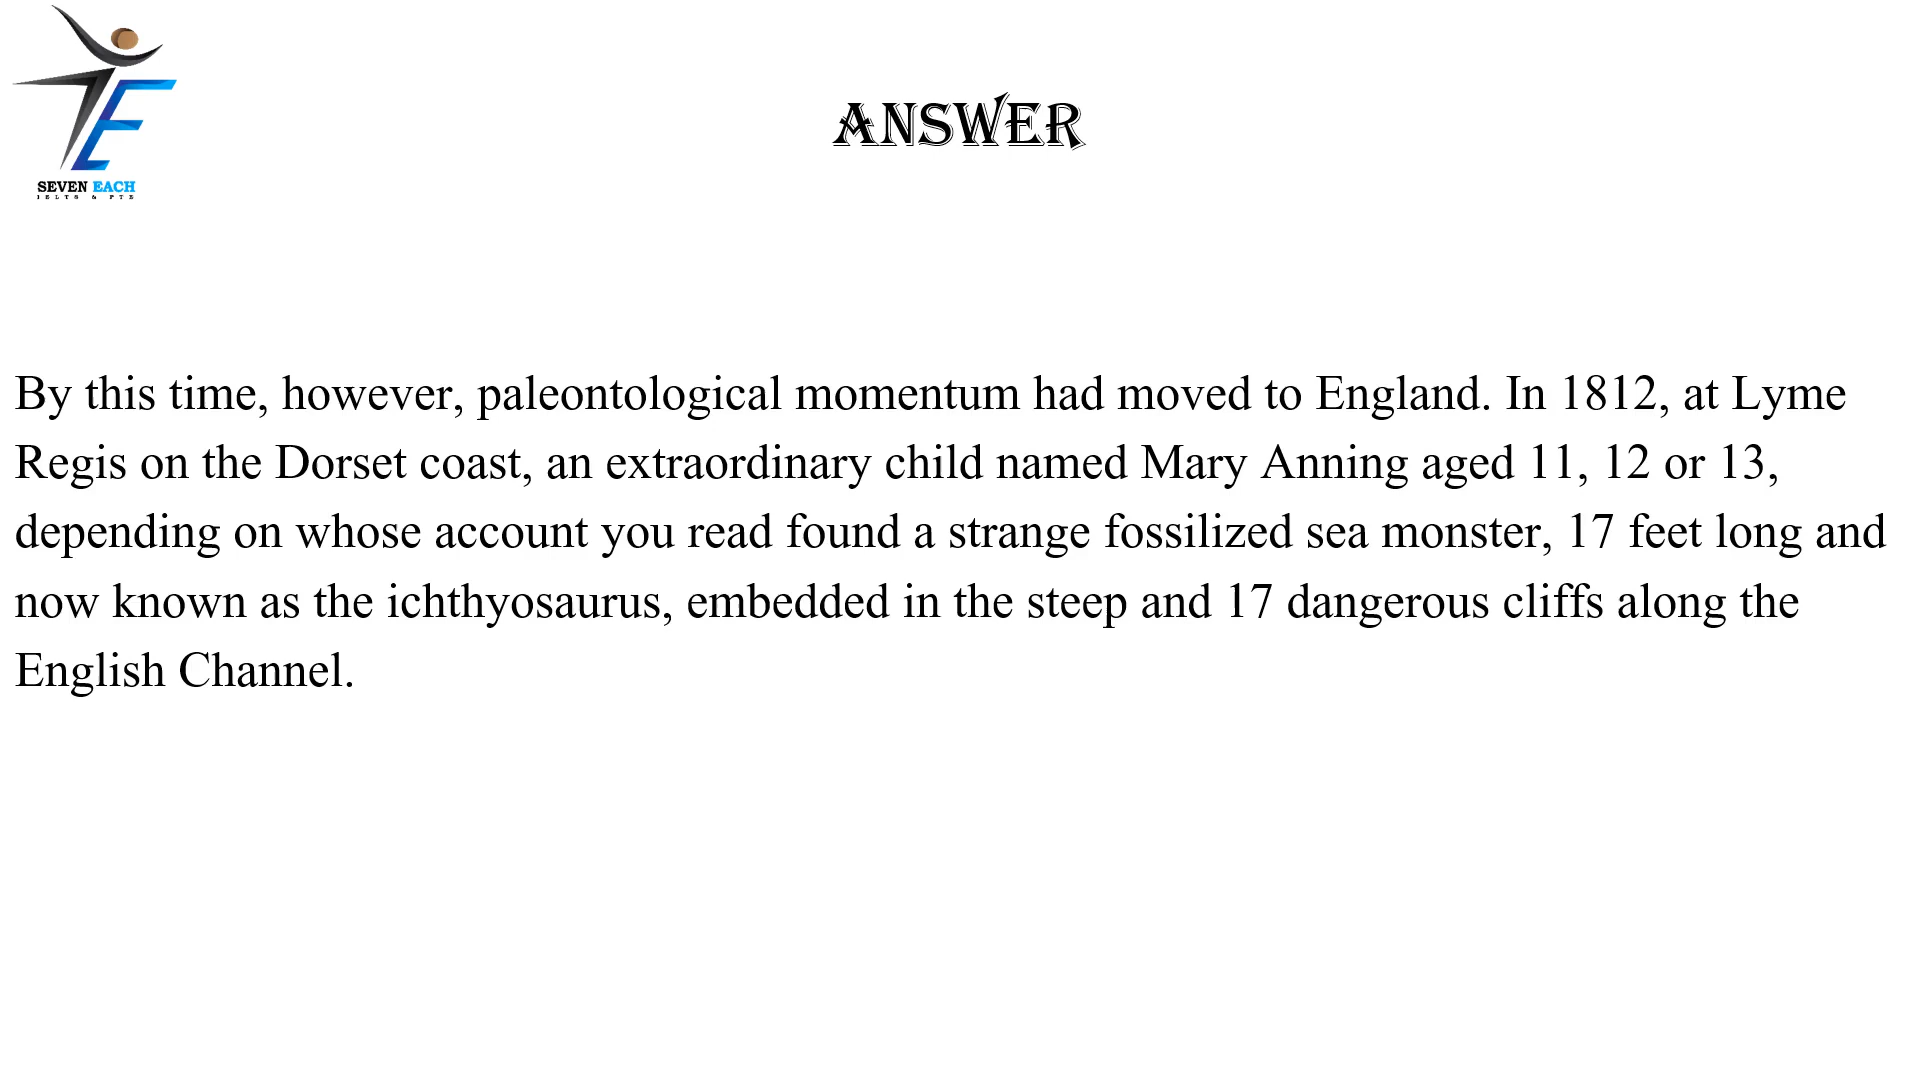 SEVEN EACH
IELTS & PTE
ANSWER
By this time, however, paleontological momentum had moved to England. In 1812, at Lyme
Regis on the Dorset coast, an extraordinary child named Mary Anning aged 11, 12 or 13,
depending on whose account you read found a strange fossilized sea monster, 17 feet long and
now known as the ichthyosaurus, embedded in the steep and 17 dangerous cliffs along the
English Channel.